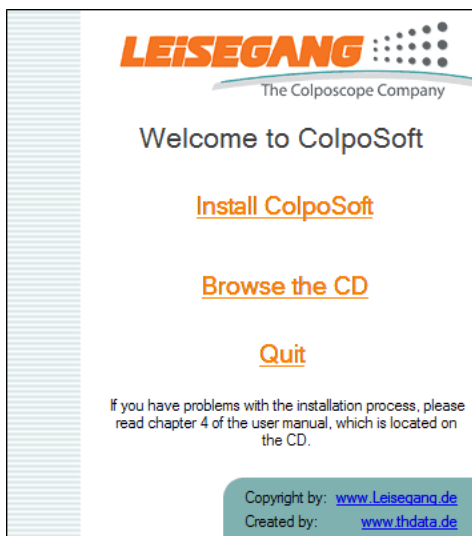 LEiSEGANG
The Colposcope Company
Welcome to ColpoSoft
Install ColpoSoft
Browse the CD
Quit
If you have problems with the installation process, please
read chapter 4 of the user manual, which is located on
the CD.
Copyright by: www.Leisegang.de
Created by: www.thdata.de